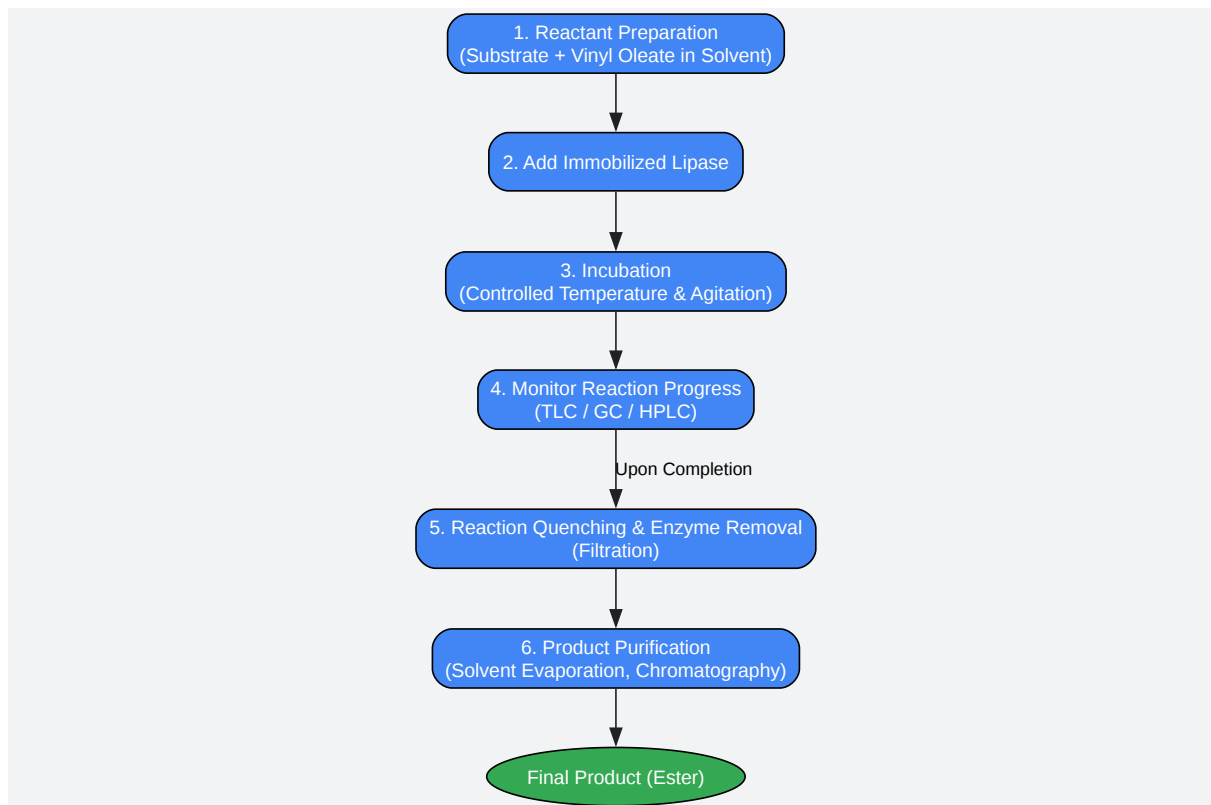 1. Reactant Preparation
(Substrate + Vinyl Oleate in Solvent)
2. Add Immobilized Lipase
3. Incubation
(Controlled Temperature & Agitation)
4. Monitor Reaction Progress
(TLC / GC / HPLC)
Upon Completion
5. Reaction Quenching & Enzyme Removal
(Filtration)
6. Product Purification
(Solvent Evaporation, Chromatography)
Final Product (Ester)